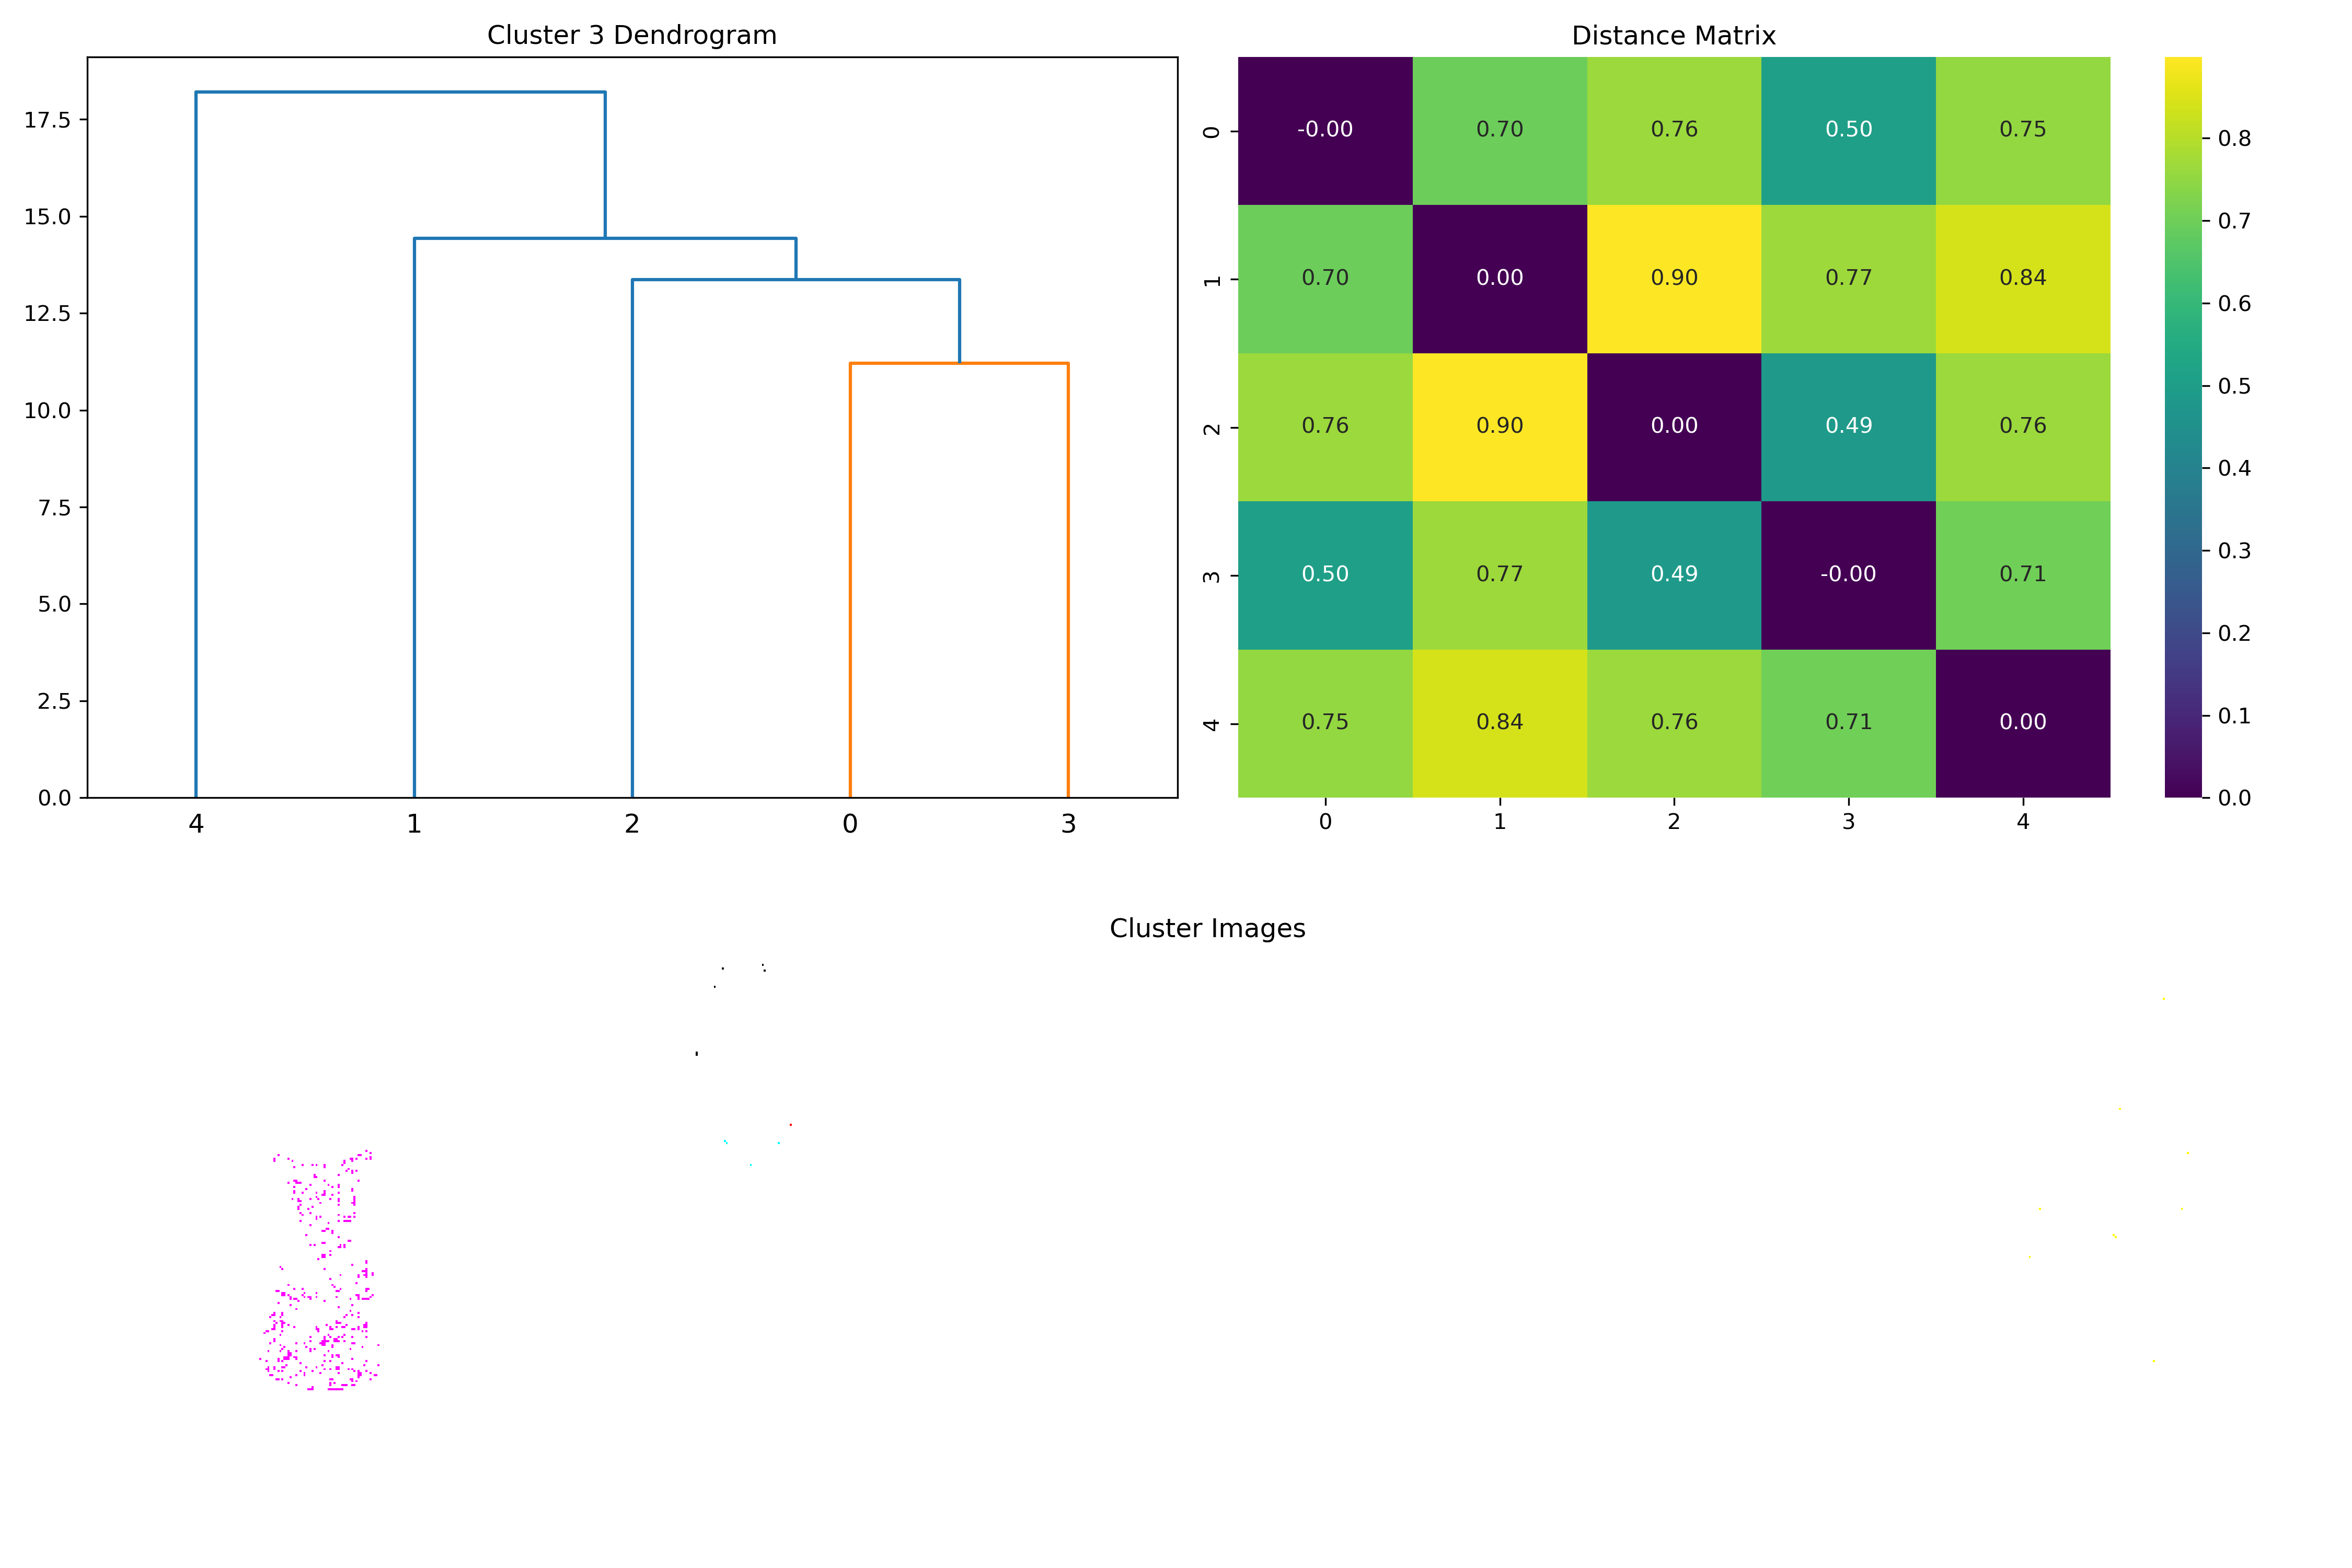 Cluster 3 Dendrogram
17.5
15.0
12.5
10.0
7.5
5.0
2.5
0.0
4 1 2 0 3
Distance Matrix
0 -0.00 0.70 0.76 0.50 0.75
1 0.70 0.00 0.90 0.77 0.84
2 0.76 0.90 0.00 0.49 0.76
3 0.50 0.77 0.49 -0.00 0.71
4 0.75 0.84 0.76 0.71 0.00
0 1 2 3 4
0.8
0.7
0.6
0.5
0.4
0.3
0.2
0.1
0.0
Cluster Images